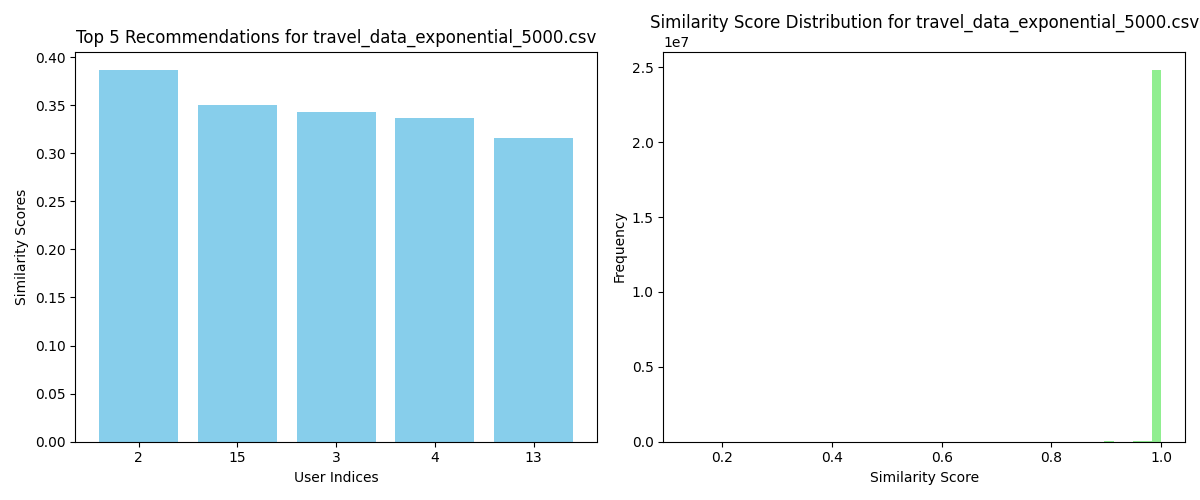 Top 5 Recommendations for travel_data_exponential_5000.csv
0.40
0.35
0.30
0.25
0.20
0.15
0.10
0.05
0.00
Similarity Scores
2 15 3 4 13
User Indices
Similarity Score Distribution for travel_data_exponential_5000.csv
1e7
2.5
2.0
1.5
1.0
0.5
0.0
Frequency
0.2 0.4 0.6 0.8 1.0
Similarity Score